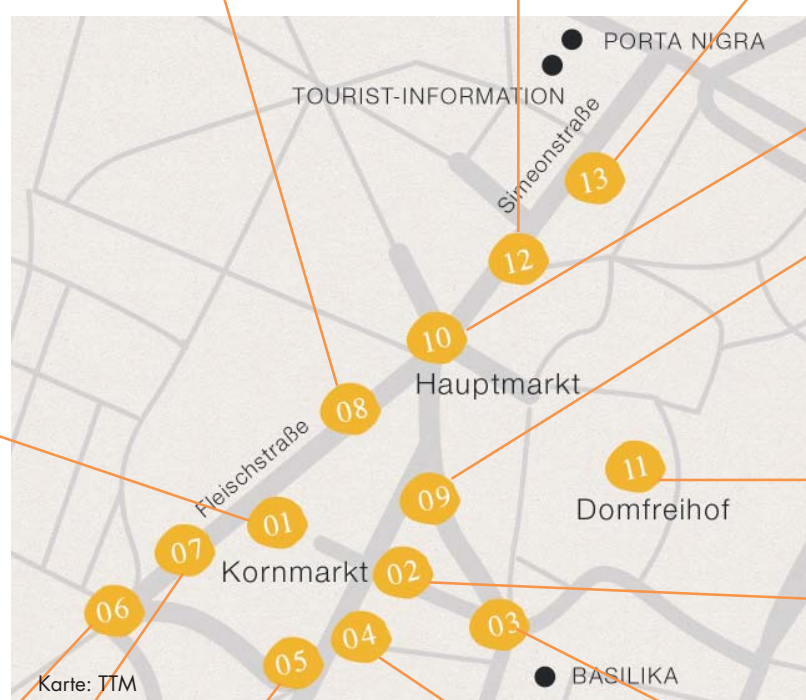 PORTA NIGRA
TOURIST-INFORMATION
Simeonstraße
13
12
10
Hauptmarkt
08
Fleischstraße
11
09
Domfreihof
01
07
Kornmarkt
02
06
03
04
05
BASILIKA
Karte: TTM